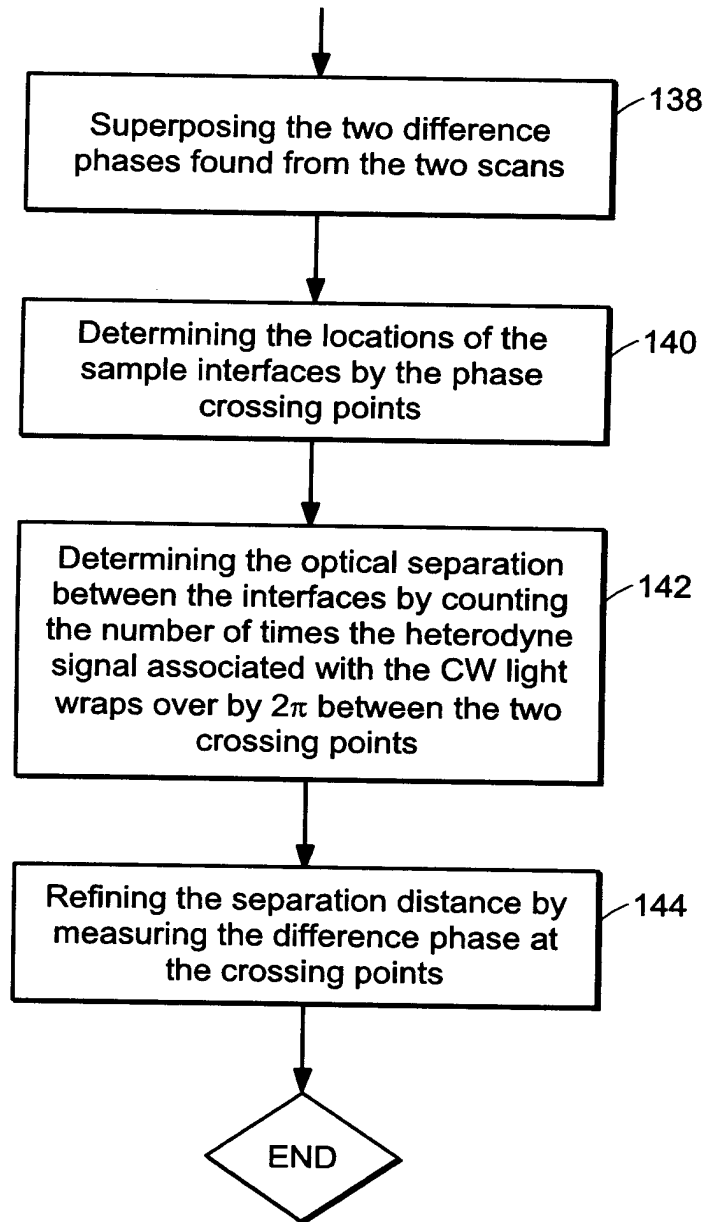 Superposing the two difference
phases found from the two scans
138
Determining the locations of the
sample interfaces by the phase
crossing points
140
Determining the optical separation
between the interfaces by counting
the number of times the heterodyne
signal associated with the CW light
wraps over by 2π between the two
crossing points
142
Refining the separation distance by
measuring the difference phase at
the crossing points
144
END